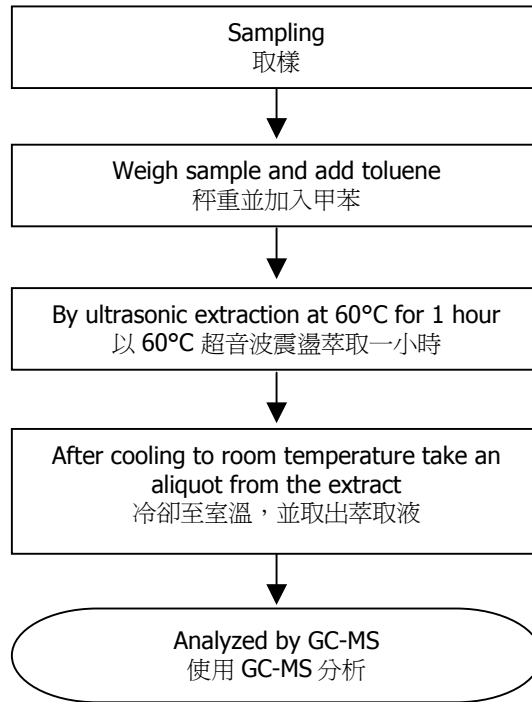 Sampling
取樣
Weigh sample and add toluene
秤重並加入甲苯
By ultrasonic extraction at 60°C for 1 hour
以 60°C 超音波震盪萃取一小時
After cooling to room temperature take an
aliquot from the extract
冷卻至室溫，並取出萃取液
Analyzed by GC-MS
使用 GC-MS 分析